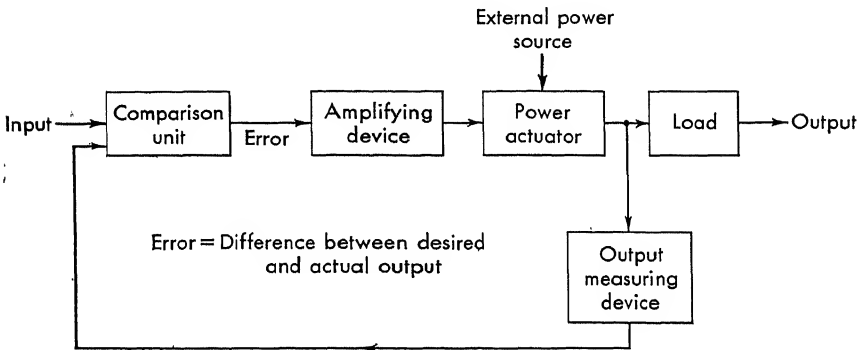 External power
source
Input
Comparison
unit
Error
Amplifying
device
Power
actuator
Load
Output
Error = Difference between desired
and actual output
Output
measuring
device